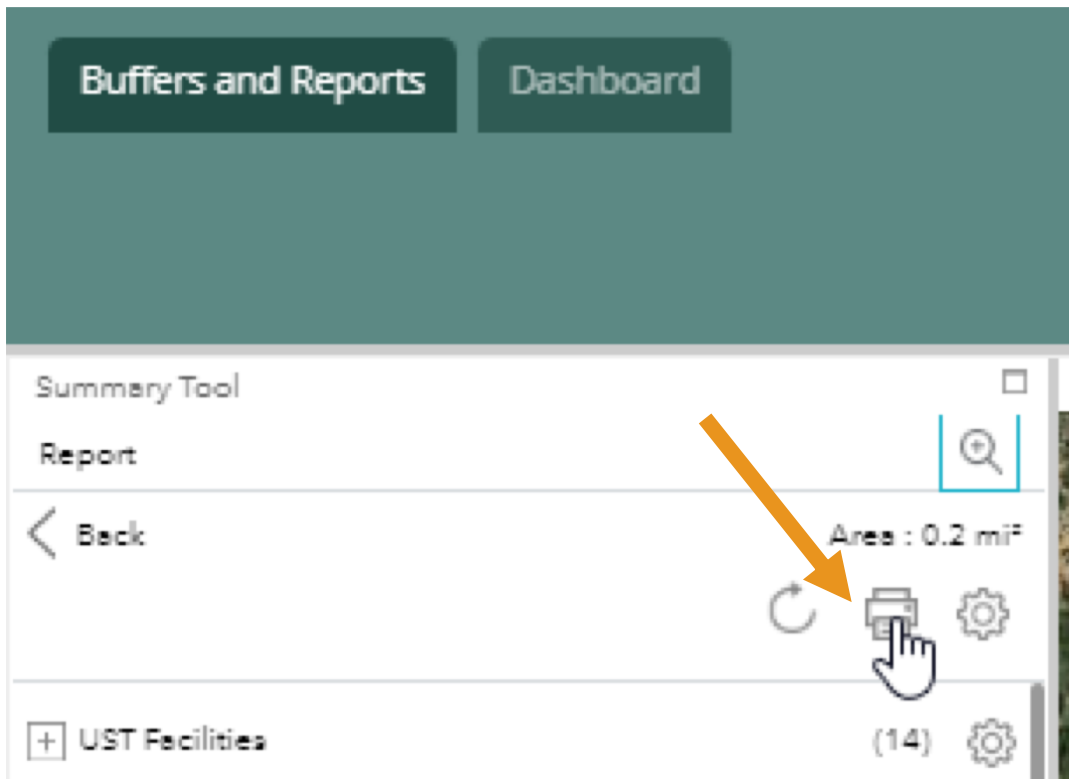 Buffers and Reports
Dashboard
Summary Tool
Report
Back
Area : 0.2 mi²
UST Facilities
(14)